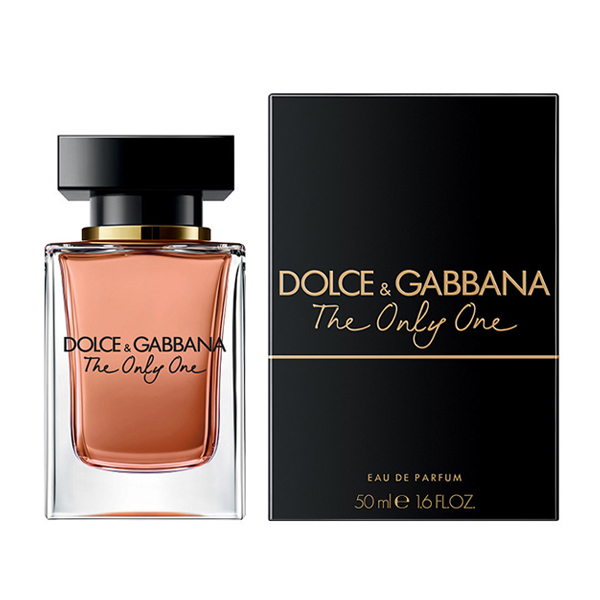 DOLCE & GABBANA
The Only One
DOLCE & GABBANA
The Only One
EAU DE PARFUM
50 ml e 1.6 FL.OZ.